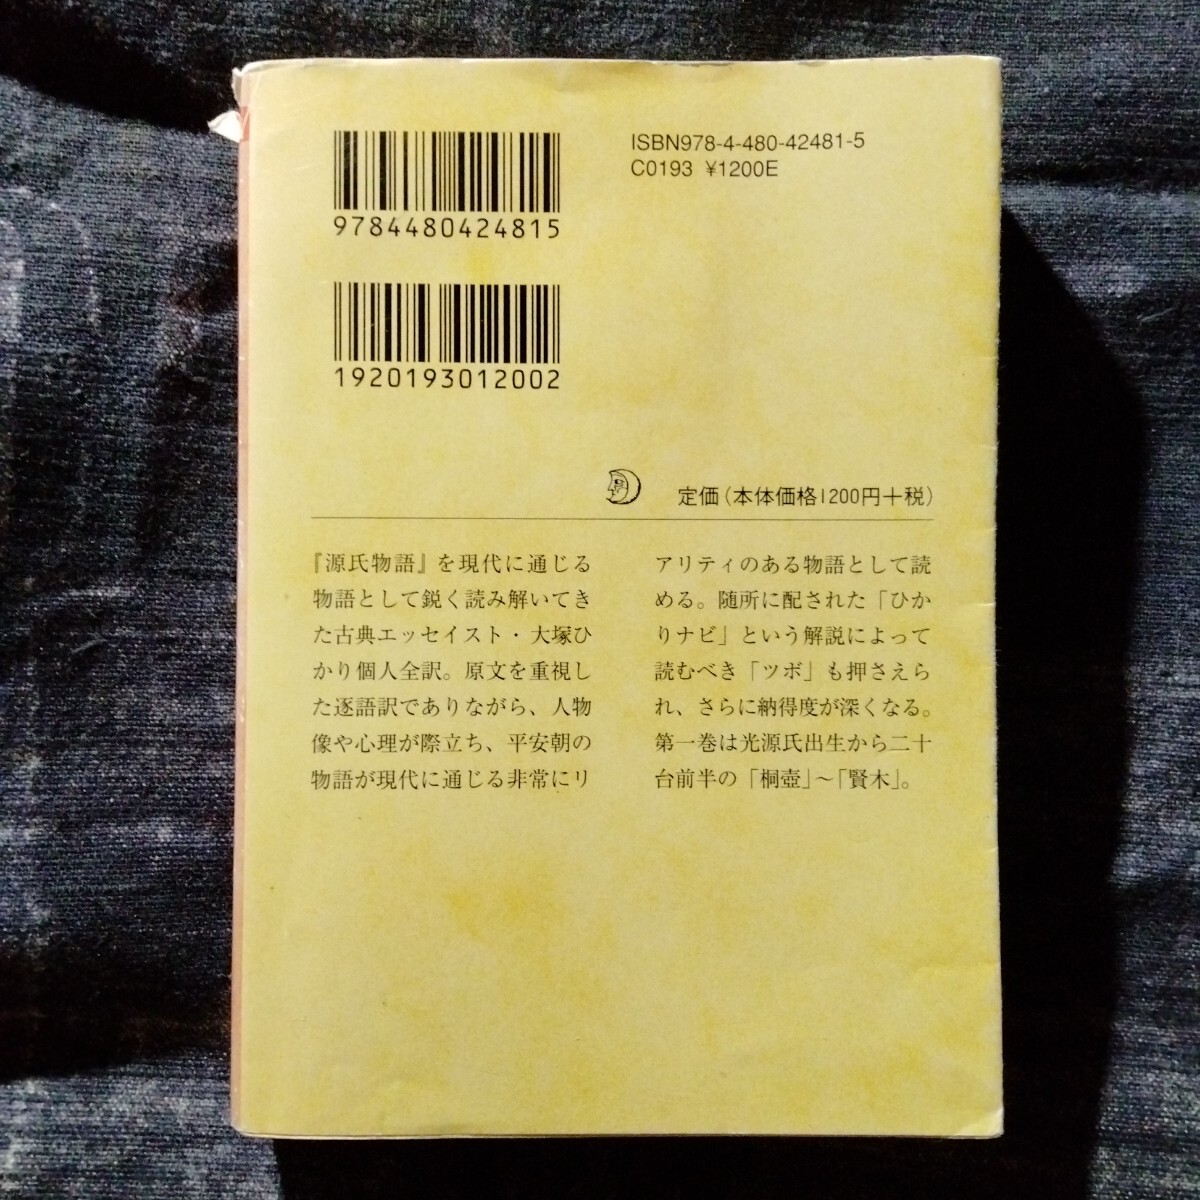 9784480424815
ISBN978-4-480-42481-5
C0193 ¥1200E
1920193012002
定価(本体価格1200円+税)
『源氏物語』を現代に通じる
物語として鋭く読み解いてき
た古典エッセイスト・大塚ひ
かり個人全訳。原文を重視し
た逐語訳でありながら、人物
像や心理が際立ち、平安朝の
物語が現代に通じる非常にリ
アリティのある物語として読
める。随所に配された「ひか
りナビ」という解説によって
読むべき「ツボ」も押さえら
れ、さらに納得度が深くなる。
第一巻は光源氏出生から二十
台前半の「桐壺」~「賢木」。